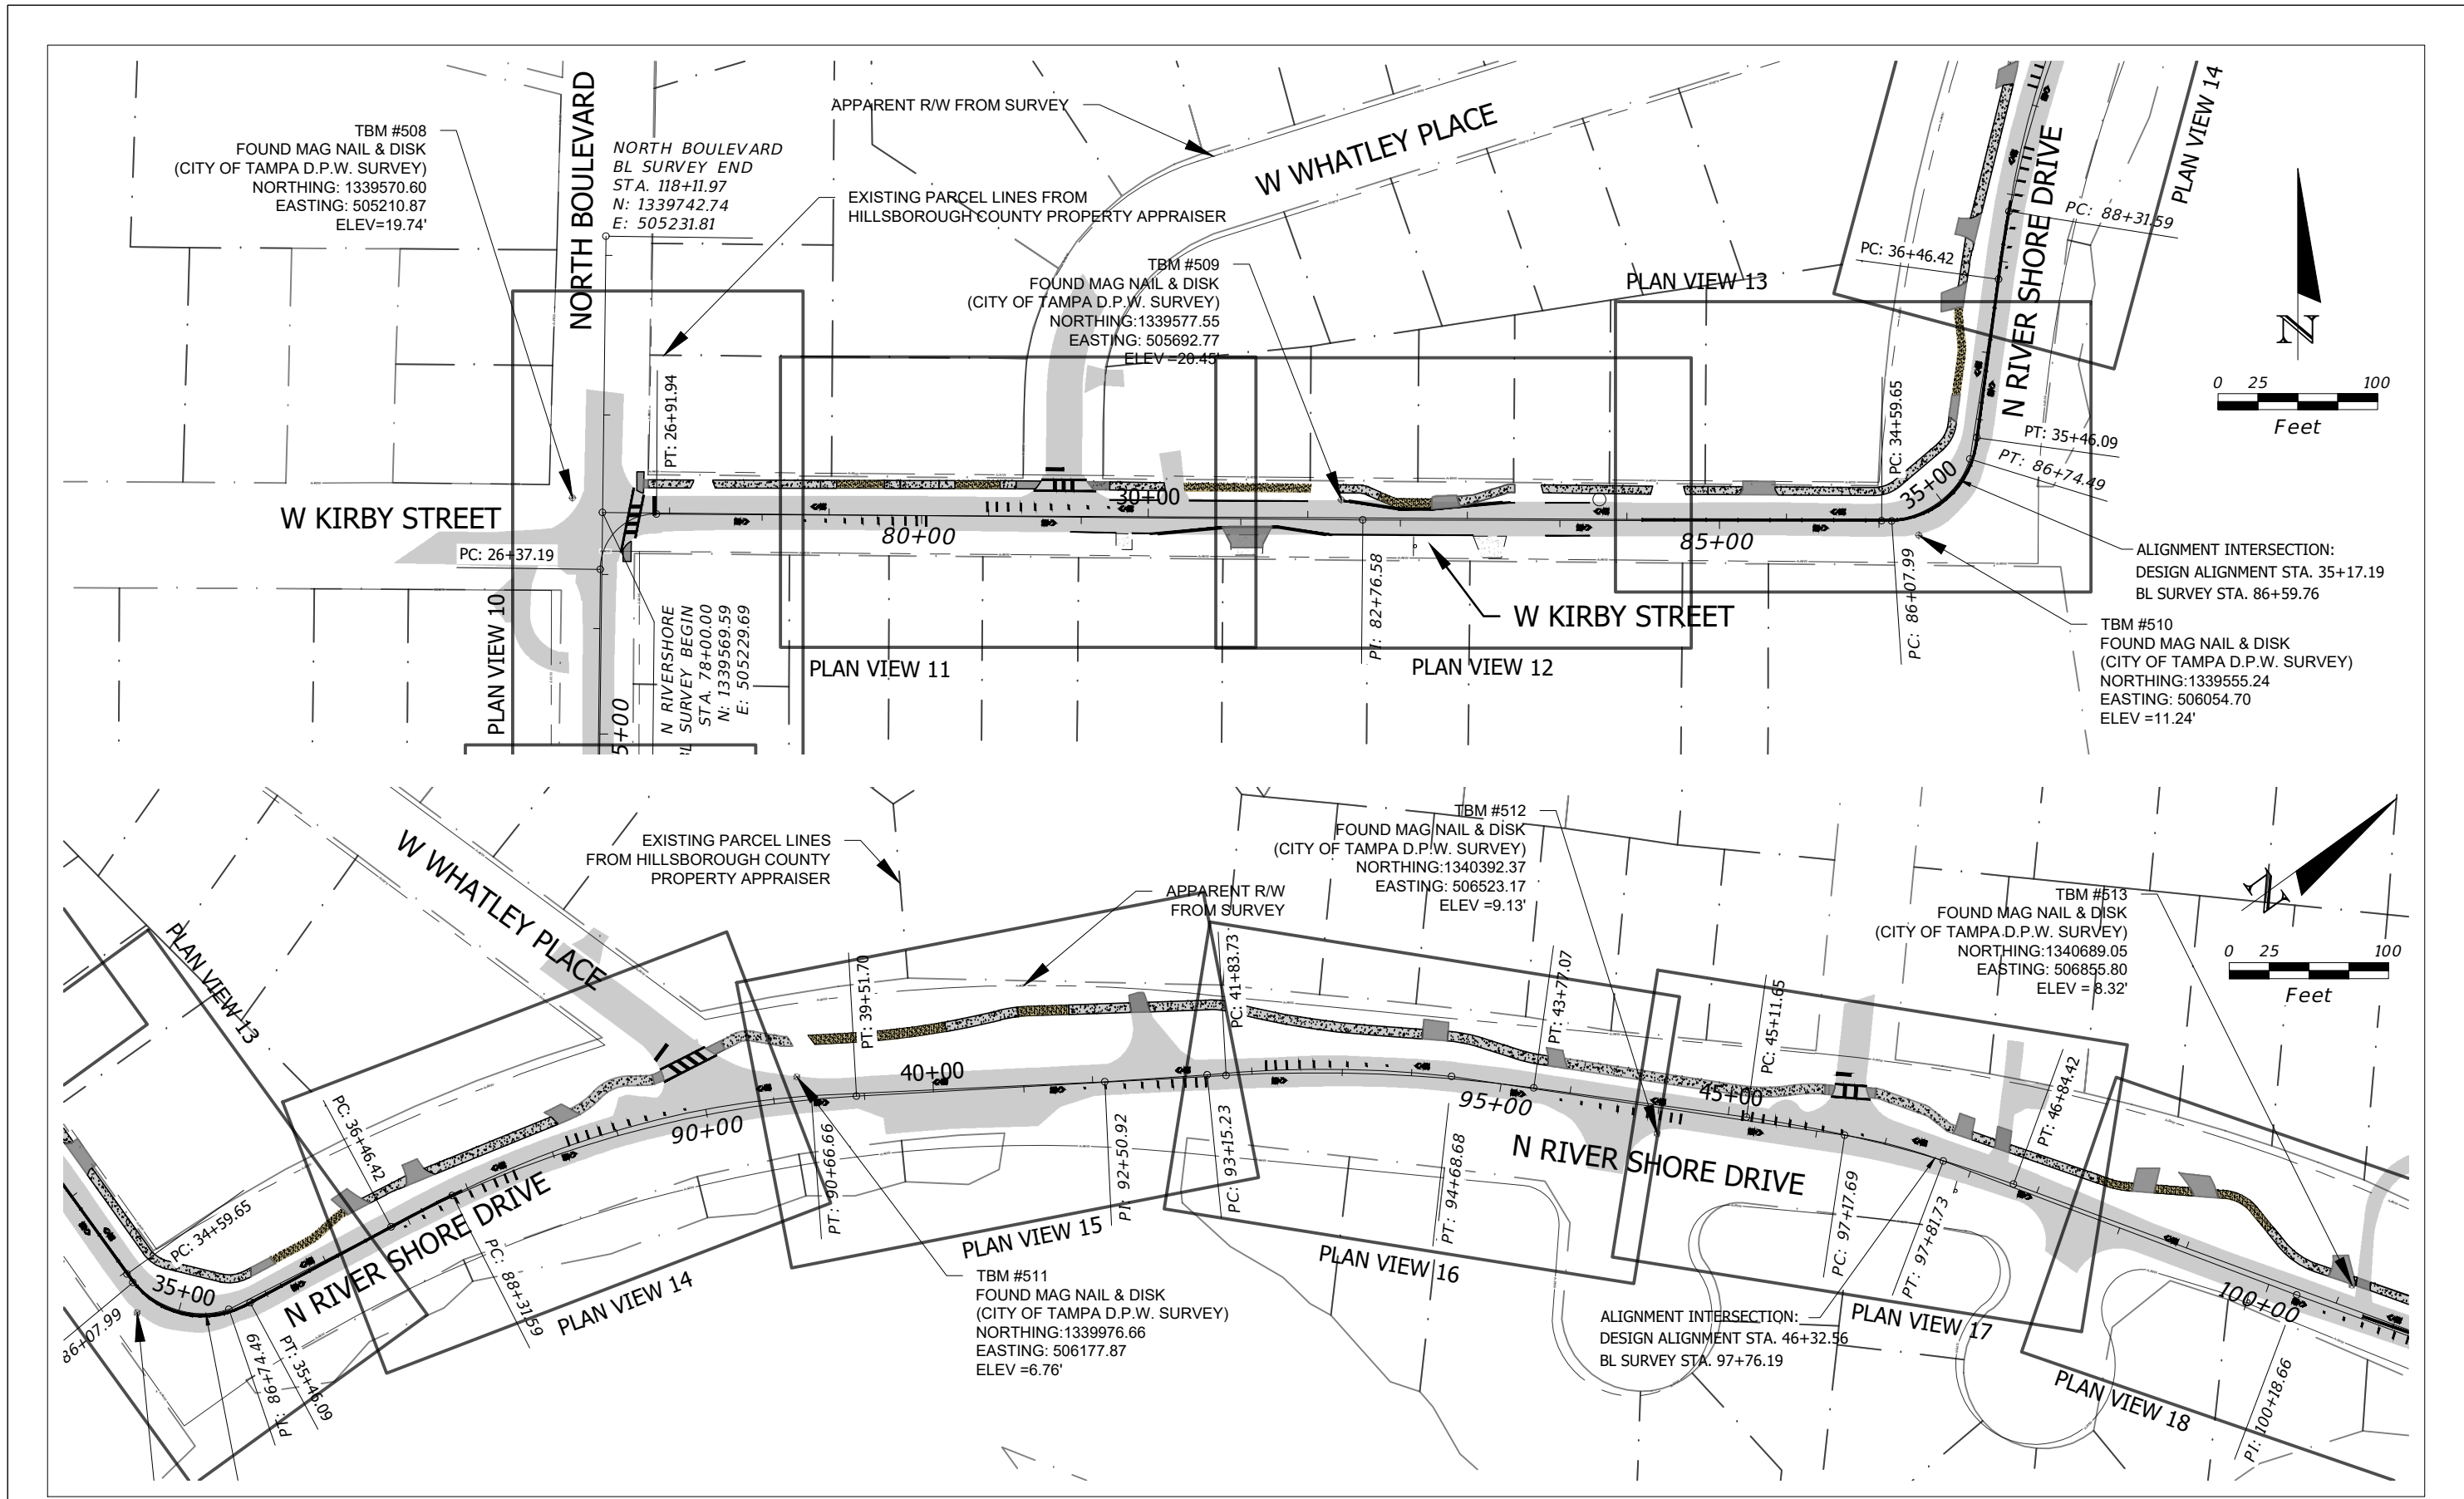 TBM #508
FOUND MAG NAIL & DISK
(CITY OF TAMPA D.P.W. SURVEY)
NORTHING: 1339570.60
EASTING: 505210.87
ELEV=19.74'
NORTH BOULEVARD
NORTH BOULEVARD
BL SURVEY END
STA. 118+11.97
N: 1339742.74
E: 505231.81
APPARENT R/W FROM SURVEY
EXISTING PARCEL LINES FROM
HILLSBOROUGH COUNTY PROPERTY APPRAISER
W WHATLEY PLACE
TBM #509
FOUND MAG NAIL & DISK
(CITY OF TAMPA D.P.W. SURVEY)
NORTHING:1339577.55
EASTING: 505692.77
ELEV =20.45'
PLAN VIEW 13
PLAN VIEW 14
N RIVER SHORE DRIVE
PC: 88+31.59
PC: 36+46.42
N
0 25 100
Feet
PT: 26+91.94
PC: 34+59.65
PT: 35+46.09
PT: 86+74.49
W KIRBY STREET
PC: 26+37.19
30+00
80+00
85+00
35+00
PLAN VIEW 10
5+00
N RIVERSHORE
BL SURVEY BEGIN
STA. 78+00.00
N: 1339569.59
E: 505229.69
PLAN VIEW 11
PI: 82+76.58
W KIRBY STREET
PLAN VIEW 12
PC: 86+07.99
ALIGNMENT INTERSECTION:
DESIGN ALIGNMENT STA. 35+17.19
BL SURVEY STA. 86+59.76
TBM #510
FOUND MAG NAIL & DISK
(CITY OF TAMPA D.P.W. SURVEY)
NORTHING:1339555.24
EASTING: 506054.70
ELEV =11.24'
W WHATLEY PLACE
EXISTING PARCEL LINES
FROM HILLSBOROUGH COUNTY
PROPERTY APPRAISER
APPARENT R/W
FROM SURVEY
TBM #512
FOUND MAG NAIL & DISK
(CITY OF TAMPA D.P.W. SURVEY)
NORTHING:1340392.37
EASTING: 506523.17
ELEV =9.13'
TBM #513
FOUND MAG NAIL & DISK
(CITY OF TAMPA D.P.W. SURVEY)
NORTHING:1340689.05
EASTING: 506855.80
ELEV = 8.32'
N
0 25 100
Feet
PLAN VIEW 13
PC: 36+46.42
PT: 39+51.70
PC: 41+83.73
PT: 43+77.07
PC: 45+11.65
PT: 46+84.42
40+00
90+00
95+00
45+00
N RIVER SHORE DRIVE
PC: 34+59.65
35+00
N RIVER SHORE DRIVE
86+07.99
PT: 86+74.49
PT: 35+46.09
PC: 88+31.59
PLAN VIEW 14
PT: 90+66.66
PI: 92+50.92
PC: 93+15.23
PT: 94+68.68
PC: 97+17.69
PT: 97+81.73
PLAN VIEW 15
PLAN VIEW 16
TBM #511
FOUND MAG NAIL & DISK
(CITY OF TAMPA D.P.W. SURVEY)
NORTHING:1339976.66
EASTING: 506177.87
ELEV =6.76'
ALIGNMENT INTERSECTION:
DESIGN ALIGNMENT STA. 46+32.56
BL SURVEY STA. 97+76.19
PLAN VIEW 17
100+00
PLAN VIEW 18
PI: 100+18.66